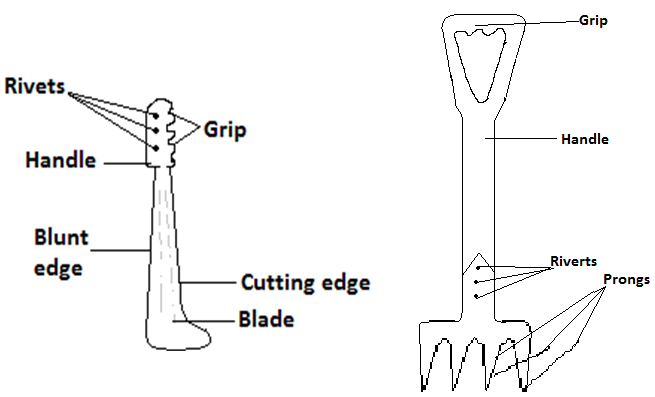 Rivets
Grip
Handle
Blunt
edge
Cutting edge
Blade
Grip
Handle
Riverts
Prongs